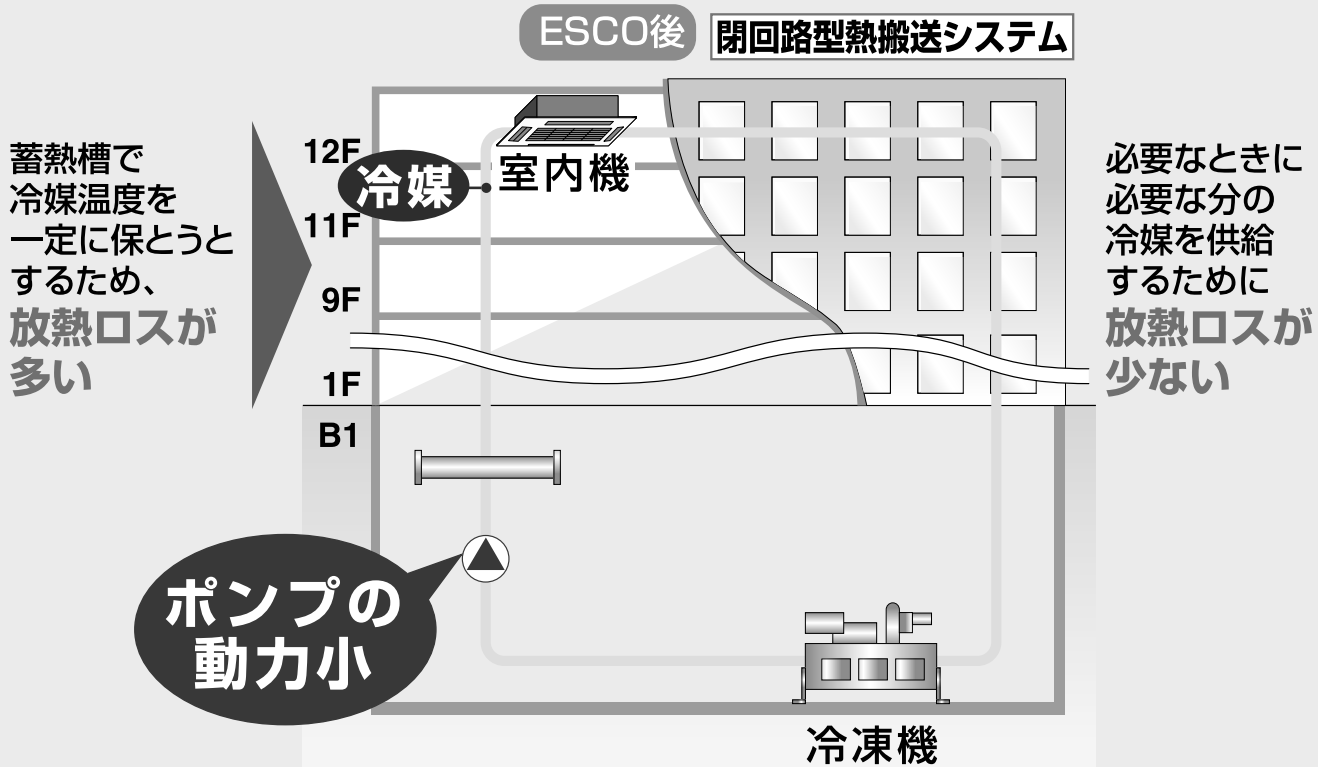 ESCO後
閉回路型熱搬送システム
蓄熱槽で
冷媒温度を
一定に保とうと
するため、
放熱ロスが
多い
12F
冷媒
室内機
11F
9F
1F
B1
ポンプの
動力小
冷凍機
必要なときに
必要な分の
冷媒を供給
するために
放熱ロスが
少ない